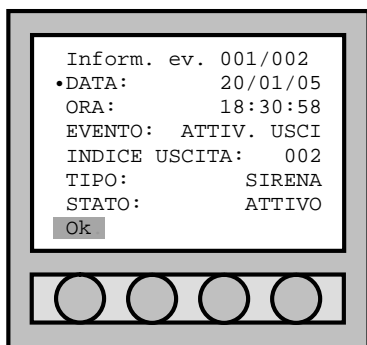 Inform. ev. 001/002
•DATA: 20/01/05
ORA: 18:30:58
EVENTO: ATTIV. USCI
INDICE USCITA: 002
TIPO: SIRENA
STATO: ATTIVO
Ok